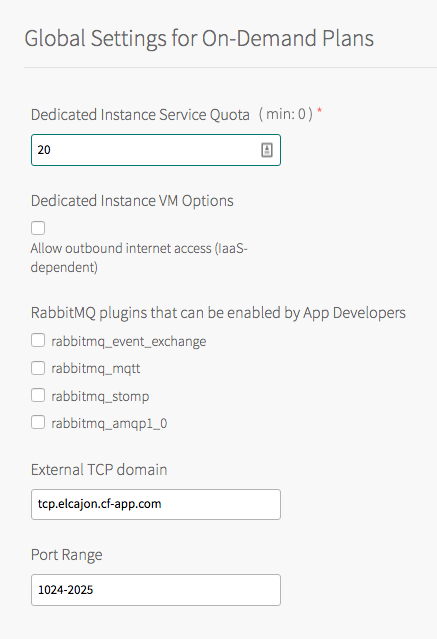 Global Settings for On-Demand Plans
Dedicated Instance Service Quota ( min: 0 ) *
20
Dedicated Instance VM Options
Allow outbound internet access (IaaS-
dependent)
RabbitMQ plugins that can be enabled by App Developers
rabbitmq_event_exchange
rabbitmq_mqtt
rabbitmq_stomp
rabbitmq_amqp1_0
External TCP domain
tcp.elcajon.cf-app.com
Port Range
1024-2025